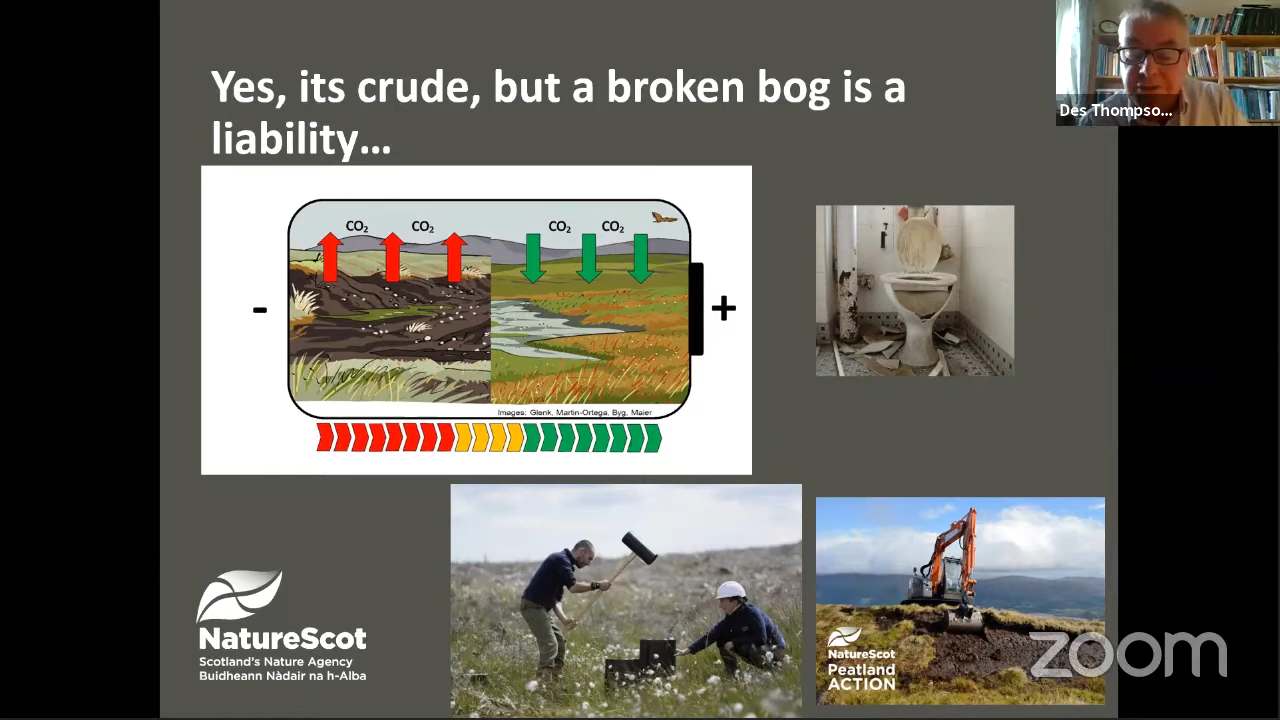 Yes, its crude, but a broken bog is a
liability...
Des Thompso...
CO2 CO2 CO2 CO2
- +
Images: Glenk, Martin-Ortega, Byg, Maier
NatureScot
Scotland's Nature Agency
Buidheann Nàdair na h-Alba
NatureScot
Peatland
ACTION
zoom